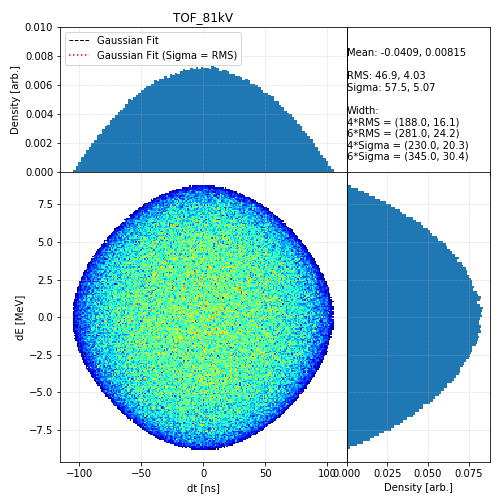 TOF_81kV
0.010
0.008
0.006
0.004
0.002
0.000
Density [arb.]
Gaussian Fit
Gaussian Fit (Sigma = RMS)
Mean: -0.0409, 0.00815
RMS: 46.9, 4.03
Sigma: 57.5, 5.07
Width:
4*RMS = (188.0, 16.1)
6*RMS = (281.0, 24.2)
4*Sigma = (230.0, 20.3)
6*Sigma = (345.0, 30.4)
7.5
5.0
2.5
0.0
−2.5
−5.0
−7.5
dE [MeV]
−100 −50 0 50 100
dt [ns]
0.000 0.025 0.050 0.075
Density [arb.]